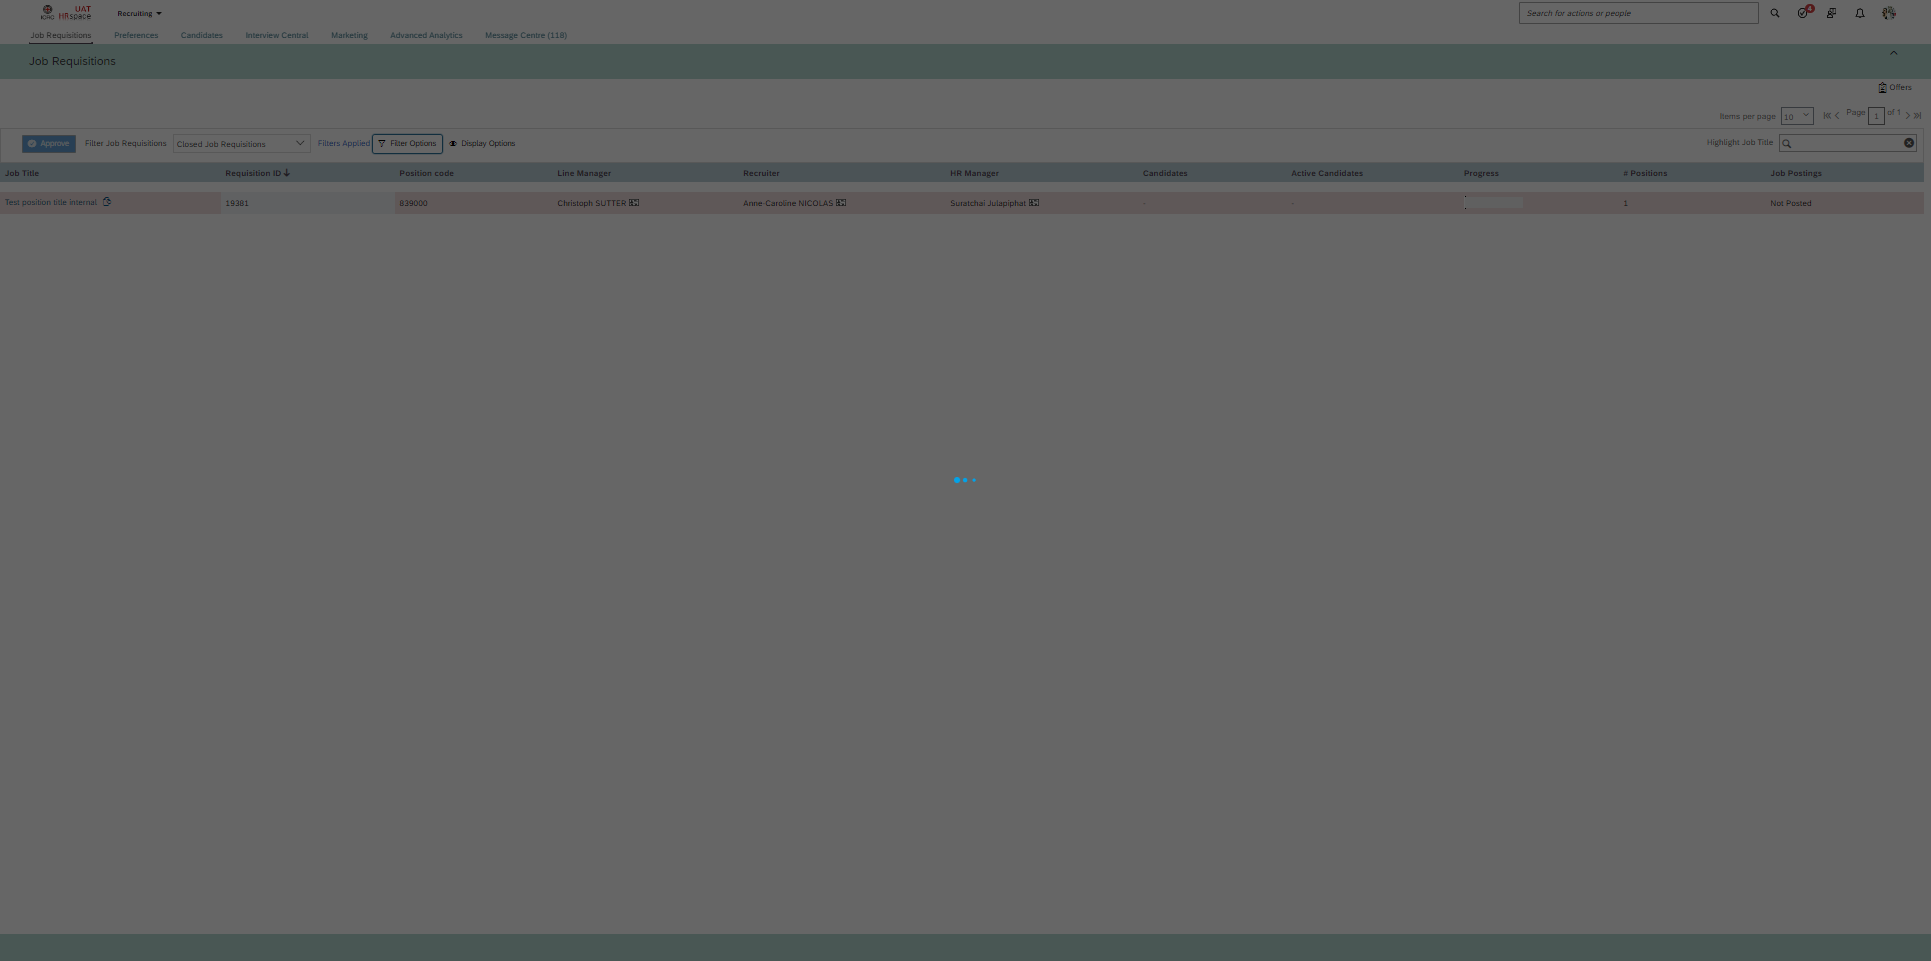 UAT
ICRC HRspace
Recruiting
Search for actions or people
4
Job Requisitions Preferences Candidates Interview Central Marketing Advanced Analytics Message Centre (118)
Job Requisitions
Offers
Items per page 10 Page 1 of 1
Approve Filter Job Requisitions Closed Job Requisitions Filters Applied Filter Options Display Options Highlight Job Title
Job Title Requisition ID Position code Line Manager Recruiter HR Manager Candidates Active Candidates Progress # Positions Job Postings
Test position title internal 19381 839000 Christoph SUTTER Anne Caroline NICOLAS Suratchai Julapiphat - - 1 Not Posted